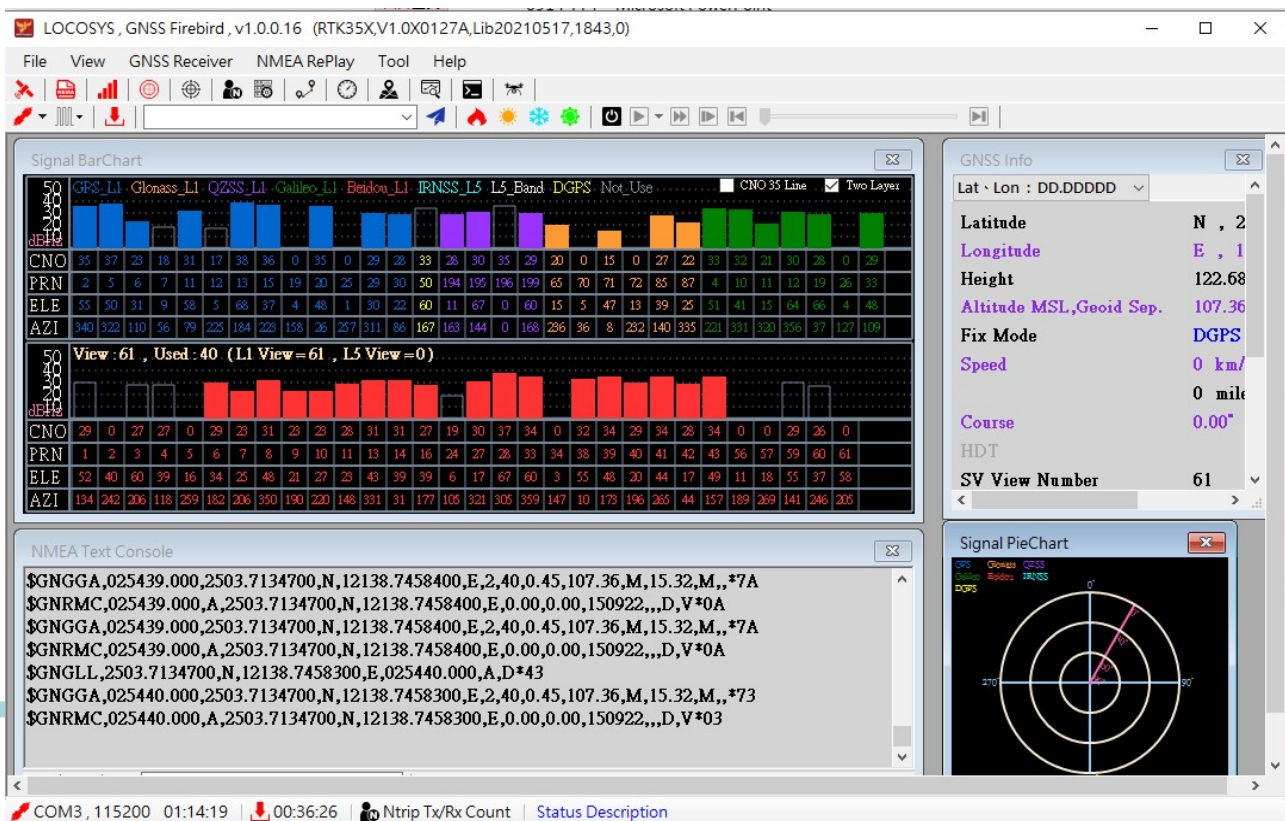 LOCOSYS , GNSS Firebird , v1.0.0.16 (RTK35X,V1.0X0127A,Lib20210517,1843,0)
File View GNSS Receiver NMEA RePlay Tool Help
Signal BarChart
50 GPS_L1 Glonass_L1 QZSS_L1 Galileo_L1 Beidou_L1 IRNSS_L5 L5_Band DGPS Not_Use CNO 35 Line Two Layer
40
30
20
10
dBHz
CNO 35 37 23 18 31 17 38 36 0 35 0 29 28 33 28 30 35 29 20 0 15 0 27 22 33 32 21 30 28 0 29
PRN 2 5 6 7 11 12 13 15 19 20 25 29 30 50 194 195 196 199 65 70 71 72 85 87 4 10 11 12 19 26 33
ELE 55 50 31 9 58 5 68 37 4 48 1 30 22 60 11 67 0 60 15 5 47 13 39 25 51 41 15 64 66 4 48
AZI 340 322 110 56 79 225 184 223 158 26 257 311 86 167 163 144 0 168 236 36 8 232 140 335 221 331 320 356 37 127 109
50 View : 61 , Used : 40 (L1 View = 61 , L5 View = 0)
40
30
20
10
dBHz
CNO 29 0 27 27 0 29 23 31 23 23 28 31 31 27 19 30 37 34 0 32 34 29 34 28 34 0 0 29 26 0
PRN 1 2 3 4 5 6 7 8 9 10 11 13 14 16 24 27 28 33 34 38 39 40 41 42 43 56 57 59 60 61
ELE 52 40 60 39 16 34 25 48 21 27 23 43 39 39 6 17 67 60 3 55 48 20 44 17 49 11 18 55 37 58
AZI 134 242 206 118 259 182 206 350 190 220 148 331 31 177 105 321 305 359 147 10 173 196 265 44 157 189 269 141 246 205
GNSS Info
Lat、Lon : DD.DDDDD
Latitude N , 2
Longitude E , 1
Height 122.68
Altitude MSL,Geoid Sep. 107.36
Fix Mode DGPS
Speed 0 km/
0 mile
Course 0.00°
HDT
SV View Number 61
NMEA Text Console
$GNGGA,025439.000,2503.7134700,N,12138.7458400,E,2,40,0.45,107.36,M,15.32,M,,*7A
$GNRMC,025439.000,A,2503.7134700,N,12138.7458400,E,0.00,0.00,150922,,,D,V*0A
$GNGGA,025439.000,2503.7134700,N,12138.7458400,E,2,40,0.45,107.36,M,15.32,M,,*7A
$GNRMC,025439.000,A,2503.7134700,N,12138.7458400,E,0.00,0.00,150922,,,D,V*0A
$GNGLL,2503.7134700,N,12138.7458300,E,025440.000,A,D*43
$GNGGA,025440.000,2503.7134700,N,12138.7458300,E,2,40,0.45,107.36,M,15.32,M,,*73
$GNRMC,025440.000,A,2503.7134700,N,12138.7458300,E,0.00,0.00,150922,,,D,V*03
Signal PieChart
GPS Glonass QZSS
Galileo Beidou IRNSS
DGPS
0°
270°
90°
COM3 , 115200 01:14:19 00:36:26 Ntrip Tx/Rx Count Status Description